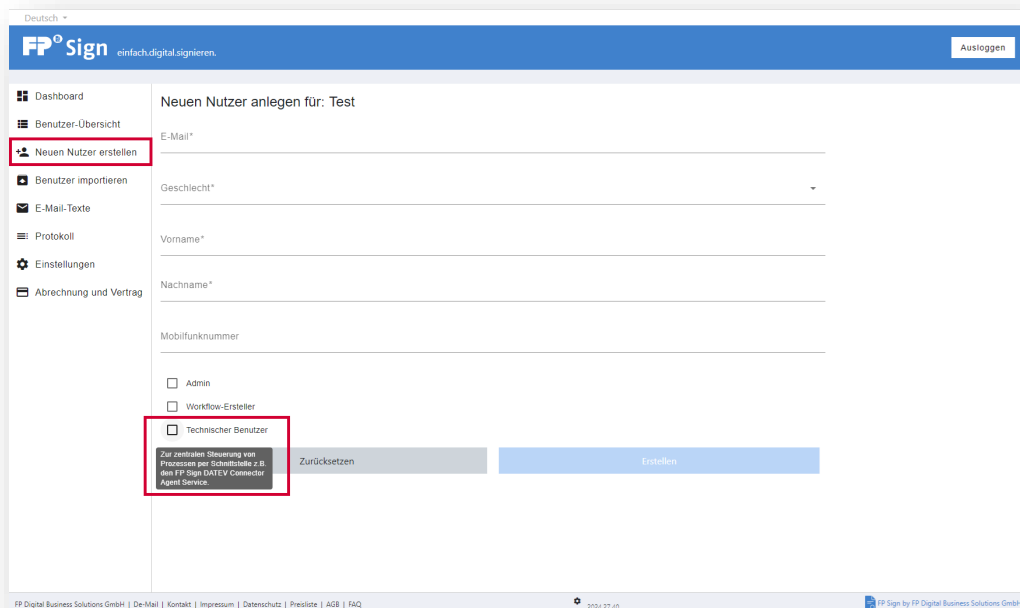 Deutsch
FP Sign einfach.digital.signieren.
Ausloggen
Dashboard
Benutzer-Übersicht
Neuen Nutzer erstellen
Benutzer importieren
E-Mail-Texte
Protokoll
Einstellungen
Abrechnung und Vertrag
Neuen Nutzer anlegen für: Test
E-Mail*
Geschlecht*
Vorname*
Nachname*
Mobilfunknummer
Admin
Workflow-Ersteller
Technischer Benutzer
Zur zentralen Steuerung von
Prozessen per Schnittstelle z.B.
den FP Sign DATEV Connector
Agent Service.
Zurücksetzen
Erstellen
FP Digital Business Solutions GmbH | De-Mail | Kontakt | Impressum | Datenschutz | Preisliste | AGB | FAQ
FP Sign by FP Digital Business Solutions GmbH